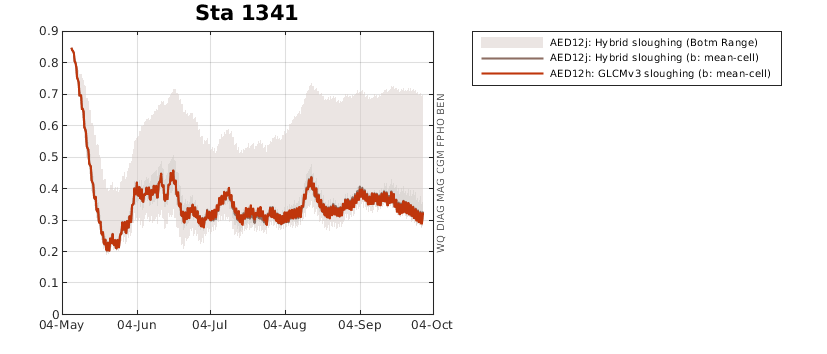 Sta 1341
0.9
0.8
0.7
0.6
0.5
0.4
0.3
0.2
0.1
0
04-May
04-Jun
04-Jul
04-Aug
04-Sep
04-Oct
WQ DIAG MAG CGM FPHO BEN
AED12j: Hybrid sloughing (Botm Range)
AED12j: Hybrid sloughing (b: mean-cell)
AED12h: GLCMv3 sloughing (b: mean-cell)